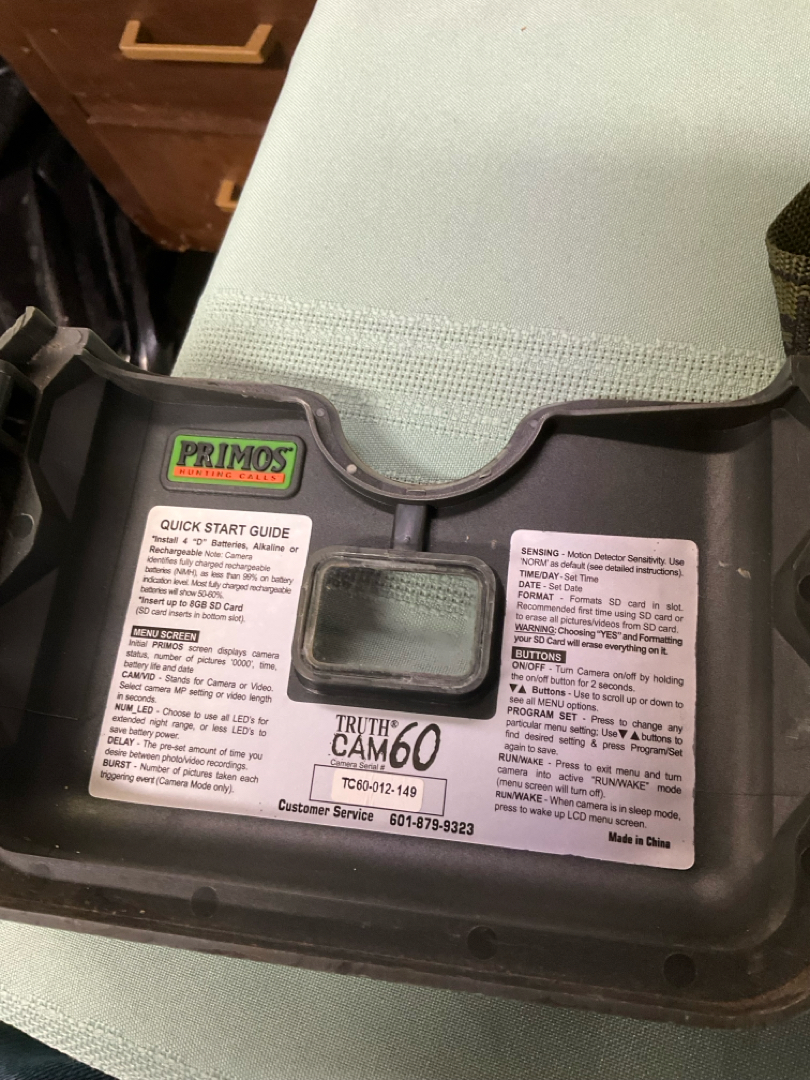 PRIMOS™
HUNTING CALLS
QUICK START GUIDE
*Install 4 "D" Batteries, Alkaline or
Rechargeable Note: Camera
identifies fully charged rechargeable
batteries (NiMH), as less than 99% on battery
indication level. Most fully charged rechargeable
batteries will show 50-60%.
*Insert up to 8GB SD Card
(SD card inserts in bottom slot).
MENU SCREEN
Initial PRIMOS screen displays camera
status, number of pictures '0000', time,
battery life and date
CAM/VID - Stands for Camera or Video.
Select camera MP setting or video length
in seconds.
NUM_LED - Choose to use all LED's for
extended night range, or less LED's to
save battery power.
DELAY - The pre-set amount of time you
desire between photo/video recordings.
BURST - Number of pictures taken each
triggering event (Camera Mode only).
TRUTH®
CAM 60
Camera Serial #
TC60-012-149
Customer Service 601-879-9323
SENSING - Motion Detector Sensitivity. Use
'NORM' as default (see detailed instructions).
TIME/DAY - Set Time
DATE - Set Date
FORMAT - Formats SD card in slot.
Recommended first time using SD card or
to erase all pictures/videos from SD card.
WARNING: Choosing "YES" and Formatting
your SD Card will erase everything on it.
BUTTONS
ON/OFF - Turn Camera on/off by holding
the on/off button for 2 seconds.
▼▲ Buttons - Use to scroll up or down to
see all MENU options.
PROGRAM SET - Press to change any
particular menu setting; Use ▼▲ buttons to
find desired setting & press Program/Set
again to save.
RUN/WAKE - Press to exit menu and turn
camera into active "RUN/WAKE" mode
(menu screen will turn off).
RUN/WAKE - When camera is in sleep mode,
press to wake up LCD menu screen.
Made in China